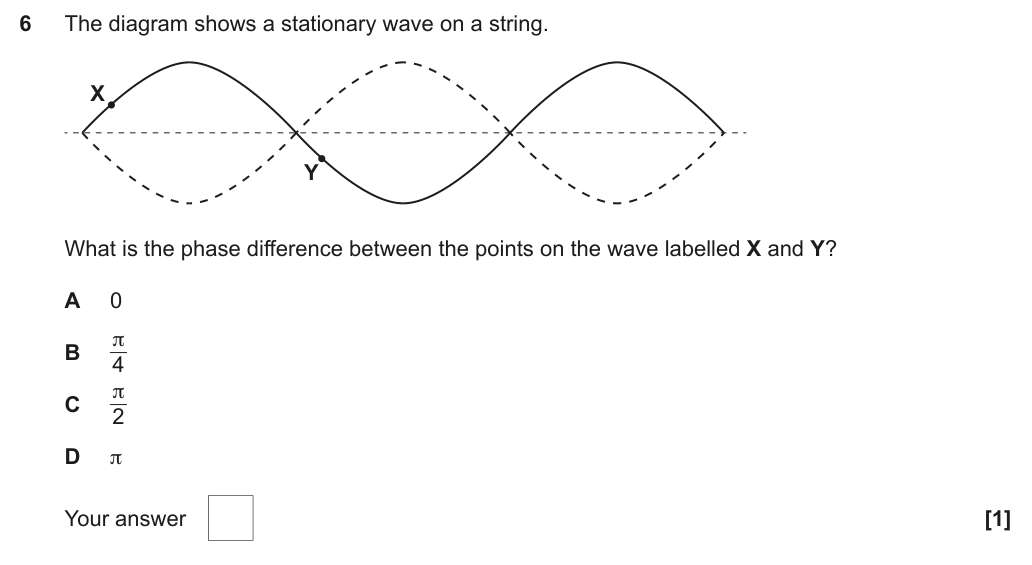 6 The diagram shows a stationary wave on a string.
X
Y
What is the phase difference between the points on the wave labelled X and Y?
A 0
B π/4
C π/2
D π
Your answer
[1]